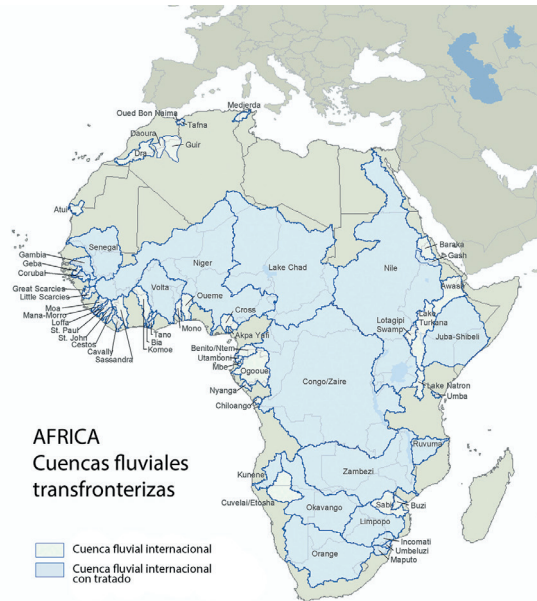 Oued Bon Naima
Medjerda
Tafna
Daoura
Dra
Guir
Atui
Senegal
Gambia
Geba
Corubal
Great Scarcies
Little Scarcies
Moa
Mana-Morro
Loffa
St. Paul
St. John
Cestos
Cavally
Sassandra
Niger
Volta
Oueme
Mono
Tano
Bia
Komoe
Lake Chad
Cross
Akpa Yafi
Benito/Ntem
Utamboni
Mbe
Ogooue
Nyanga
Chiloango
Nile
Baraka
Gash
Awash
Lotagipi
Swamp
Lake
Turkana
Juba-Shibeli
Congo/Zaire
Lake Natron
Umba
Ruvuma
Zambezi
Kunene
Cuvelai/Etosha
Okavango
Sabi
Buzi
Limpopo
Orange
Incomati
Umbeluzi
Maputo
AFRICA
Cuencas fluviales
transfronterizas
Cuenca fluvial internacional
Cuenca fluvial internacional
con tratado